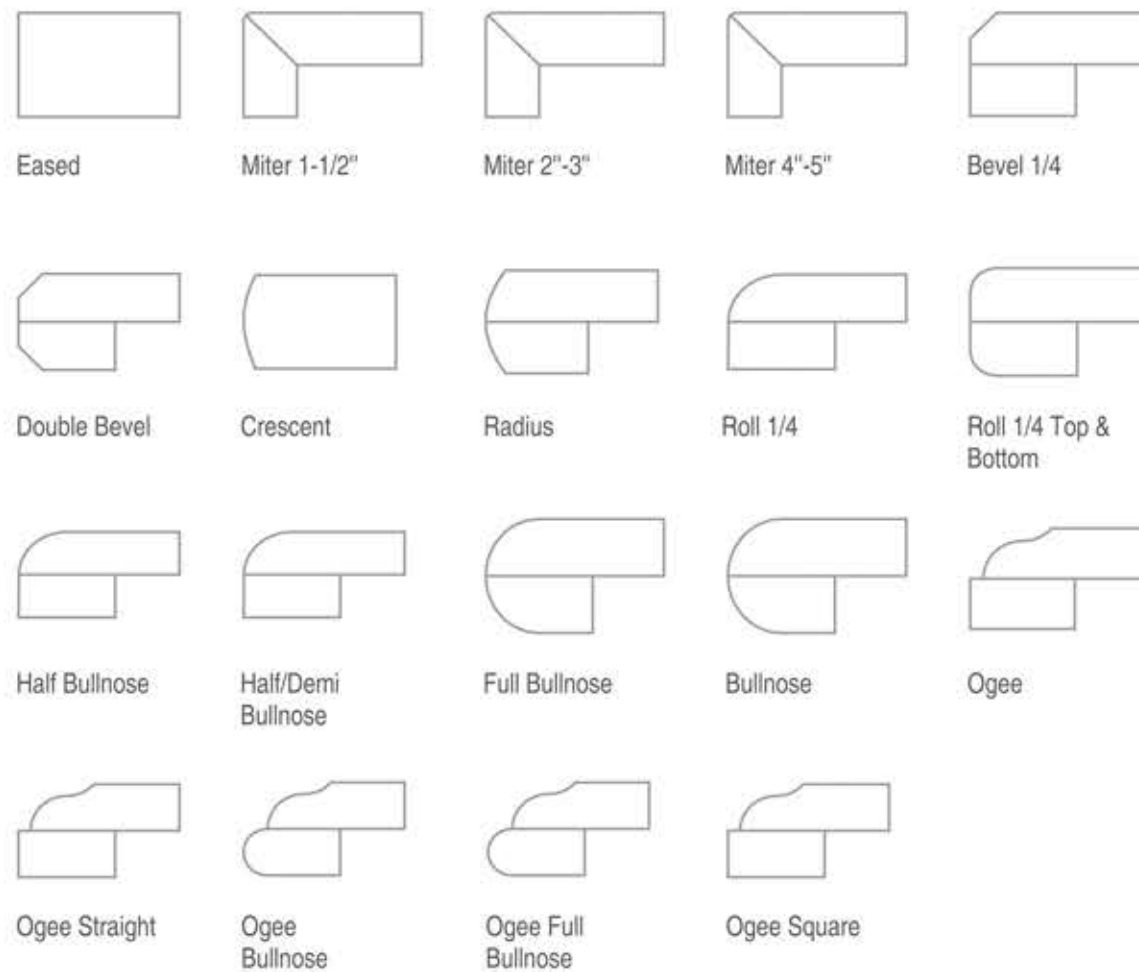 Eased
Miter 1-1/2"
Miter 2"-3"
Miter 4"-5"
Bevel 1/4
Double Bevel
Crescent
Radius
Roll 1/4
Roll 1/4 Top &
Bottom
Half Bullnose
Half/Demi
Bullnose
Full Bullnose
Bullnose
Ogee
Ogee Straight
Ogee
Bullnose
Ogee Full
Bullnose
Ogee Square